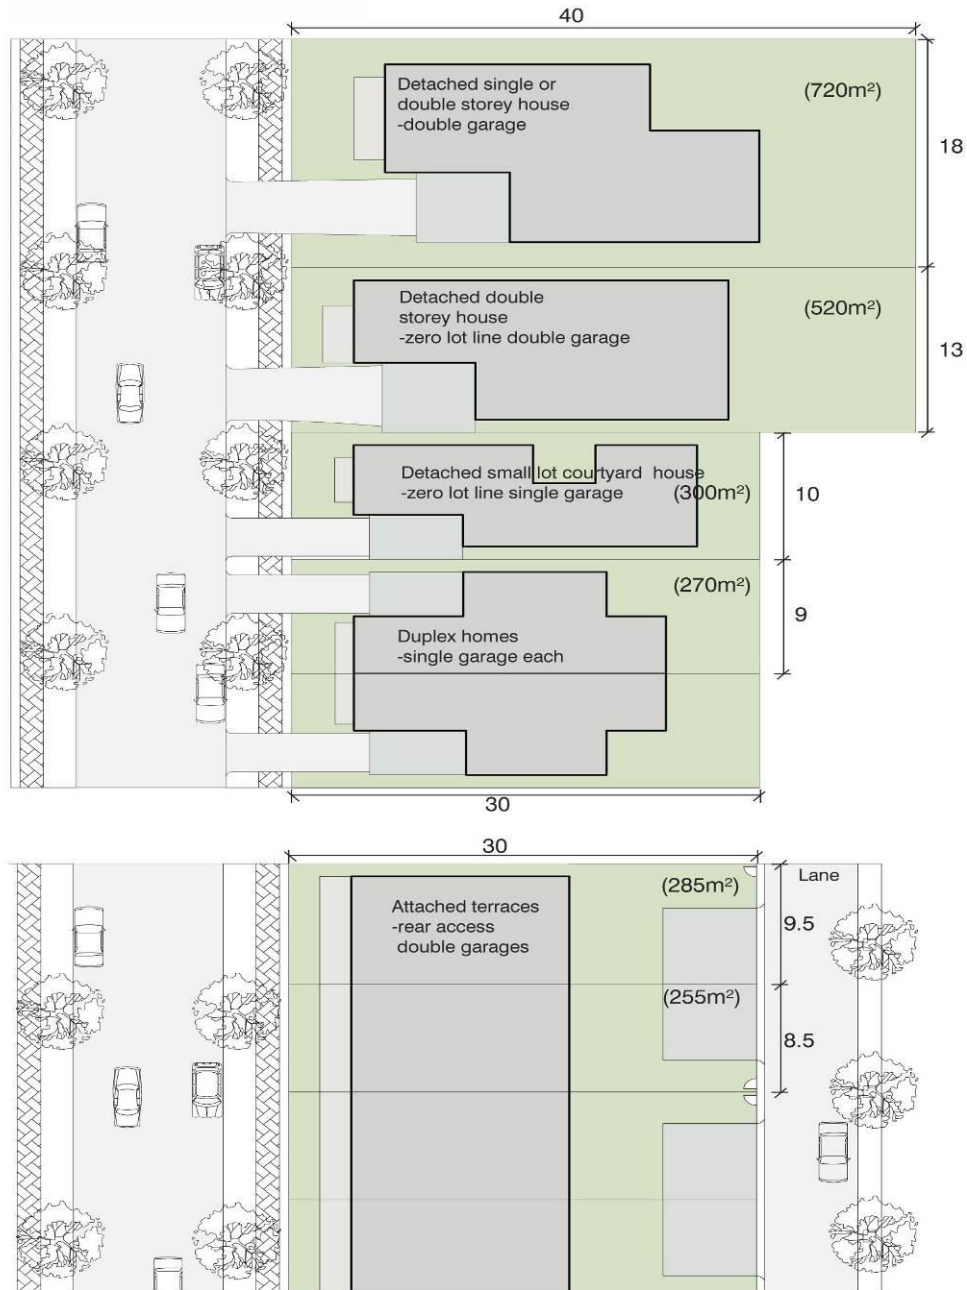 40
Detached single or
double storey house
-double garage
(720m²)
18
Detached double
storey house
-zero lot line double garage
(520m²)
13
Detached small lot courtyard house
-zero lot line single garage
(300m²)
10
(270m²)
9
Duplex homes
-single garage each
30
30
Attached terraces
-rear access
double garages
(285m²)
Lane
9.5
(255m²)
8.5